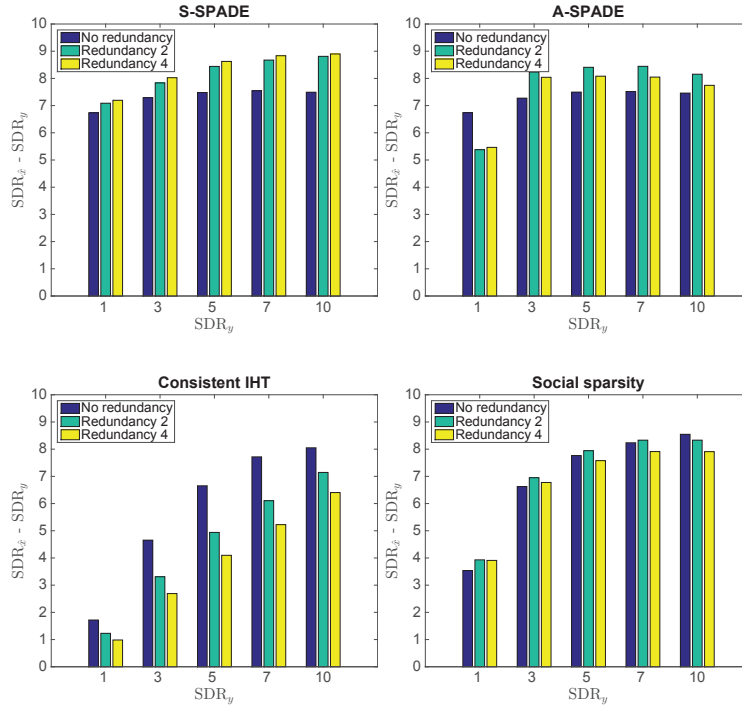 S-SPADE
10
9
8
7
6
5
4
3
2
1
0
SDR_x̂ - SDR_y
No redundancy
Redundancy 2
Redundancy 4
1 3 5 7 10
SDR_y
A-SPADE
10
9
8
7
6
5
4
3
2
1
0
SDR_x̂ - SDR_y
No redundancy
Redundancy 2
Redundancy 4
1 3 5 7 10
SDR_y
Consistent IHT
10
9
8
7
6
5
4
3
2
1
0
SDR_x̂ - SDR_y
No redundancy
Redundancy 2
Redundancy 4
1 3 5 7 10
SDR_y
Social sparsity
10
9
8
7
6
5
4
3
2
1
0
SDR_x̂ - SDR_y
No redundancy
Redundancy 2
Redundancy 4
1 3 5 7 10
SDR_y